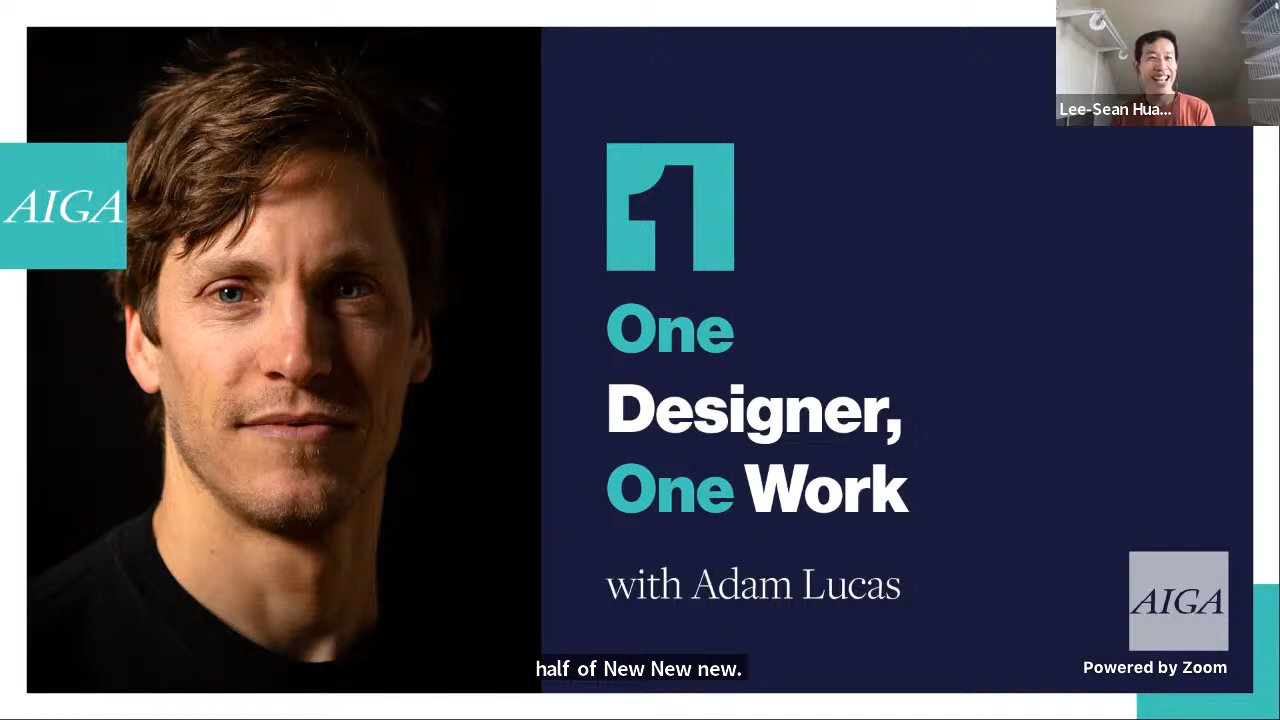 Lee-Sean Hua...
AIGA
1
One
Designer,
One Work
with Adam Lucas
AIGA
half of New New new.
Powered by Zoom